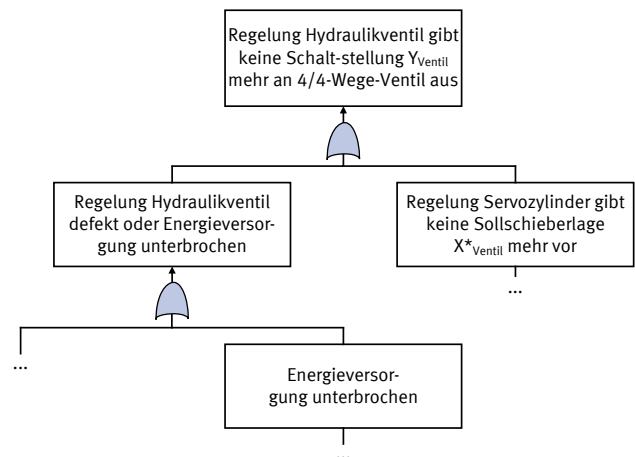 Regelung Hydraulikventil gibt
keine Schalt-stellung YVentil
mehr an 4/4-Wege-Ventil aus
Regelung Hydraulikventil
defekt oder Energieversor-
gung unterbrochen
Regelung Servozylinder gibt
keine Sollschieberlage
X*Ventil mehr vor
...
...
Energieversor-
gung unterbrochen
...